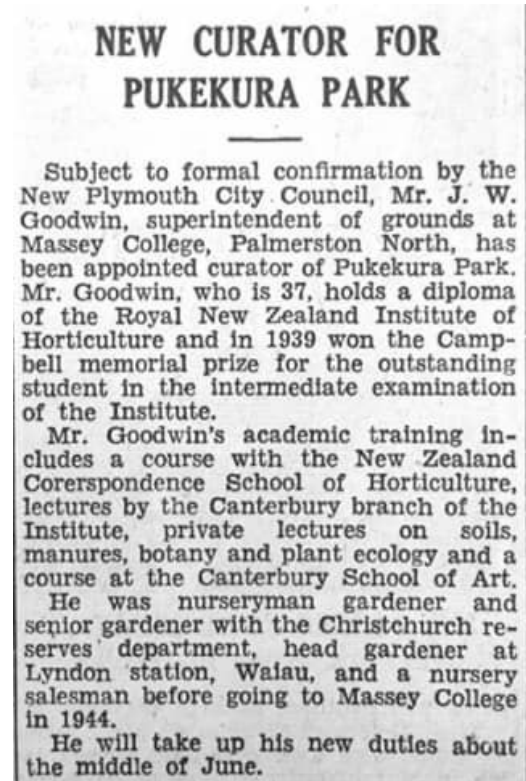 NEW CURATOR FOR
PUKEKURA PARK
Subject to formal confirmation by the
New Plymouth City Council, Mr. J. W.
Goodwin, superintendent of grounds at
Massey College, Palmerston North, has
been appointed curator of Pukekura Park.
Mr. Goodwin, who is 37, holds a diploma
of the Royal New Zealand Institute of
Horticulture and in 1939 won the Camp-
bell memorial prize for the outstanding
student in the intermediate examination
of the Institute.
Mr. Goodwin's academic training in-
cludes a course with the New Zealand
Corerspondence School of Horticulture,
lectures by the Canterbury branch of the
Institute, private lectures on soils,
manures, botany and plant ecology and a
course at the Canterbury School of Art.
He was nurseryman gardener and
senior gardener with the Christchurch re-
serves department, head gardener at
Lyndon station, Waiau, and a nursery
salesman before going to Massey College
in 1944.
He will take up his new duties about
the middle of June.